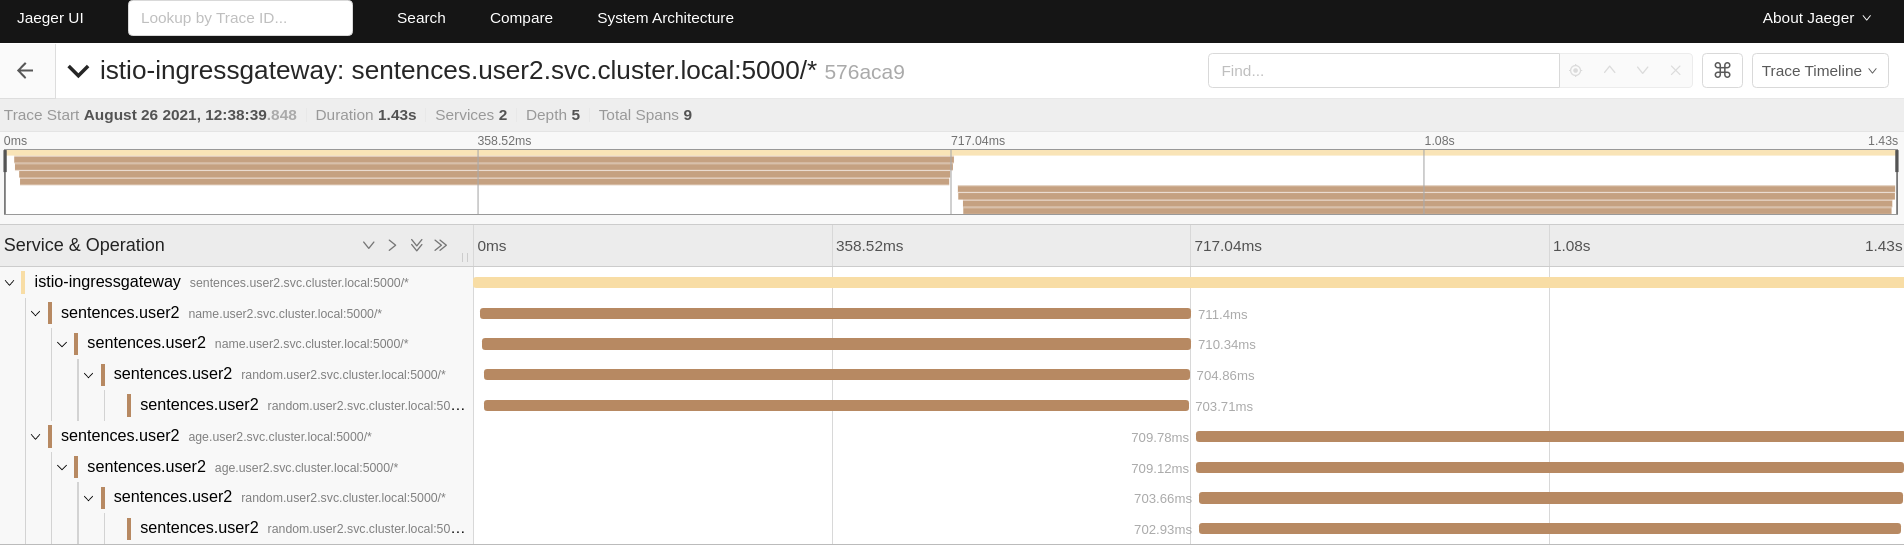 Jaeger UI Lookup by Trace ID... Search Compare System Architecture About Jaeger
istio-ingressgateway: sentences.user2.svc.cluster.local:5000/* 576aca9 Find... ⌘ Trace Timeline
Trace Start August 26 2021, 12:38:39.848 Duration 1.43s Services 2 Depth 5 Total Spans 9
0ms 358.52ms 717.04ms 1.08s 1.43s
Service & Operation 0ms 358.52ms 717.04ms 1.08s 1.43s
istio-ingressgateway sentences.user2.svc.cluster.local:5000/*
sentences.user2 name.user2.svc.cluster.local:5000/* 711.4ms
sentences.user2 name.user2.svc.cluster.local:5000/* 710.34ms
sentences.user2 random.user2.svc.cluster.local:5000/* 704.86ms
sentences.user2 random.user2.svc.cluster.local:50… 703.71ms
sentences.user2 age.user2.svc.cluster.local:5000/* 709.78ms
sentences.user2 age.user2.svc.cluster.local:5000/* 709.12ms
sentences.user2 random.user2.svc.cluster.local:5000/* 703.66ms
sentences.user2 random.user2.svc.cluster.local:50… 702.93ms